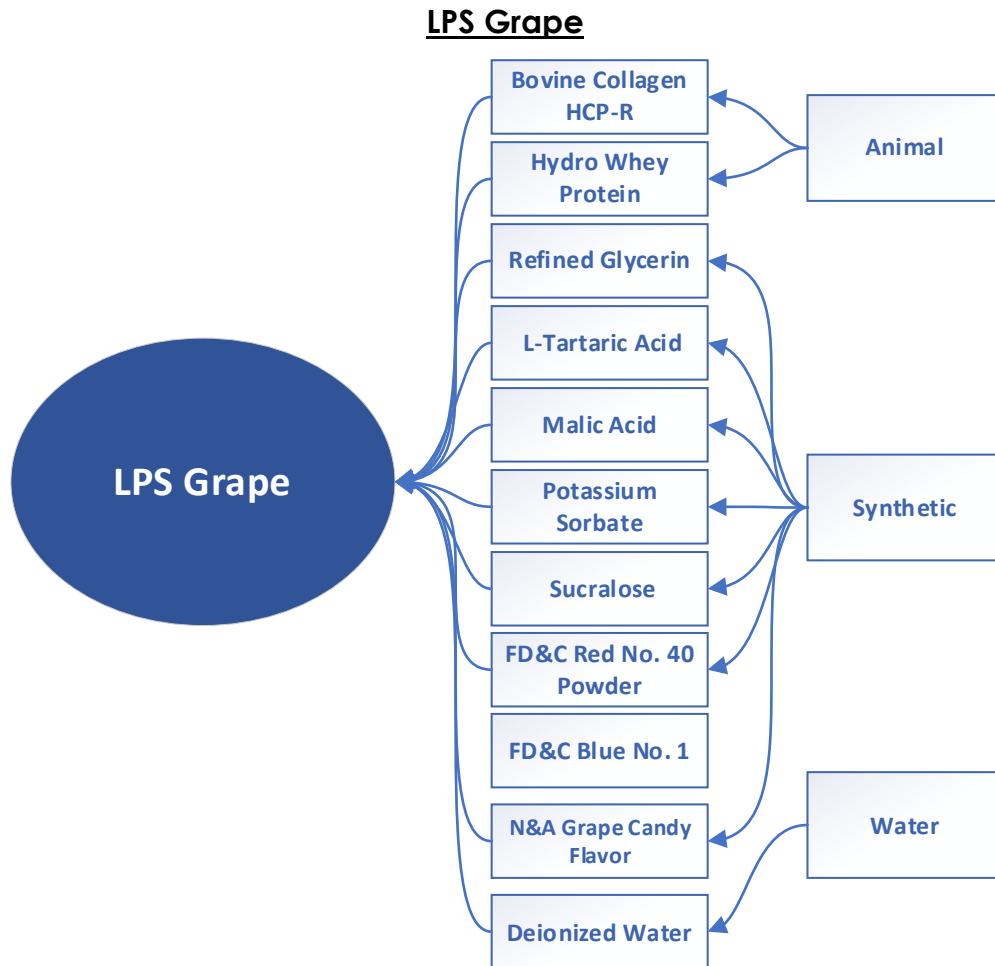 LPS Grape
Bovine Collagen
HCP-R
Hydro Whey
Protein
Refined Glycerin
L-Tartaric Acid
Malic Acid
Potassium
Sorbate
Sucralose
FD&C Red No. 40
Powder
FD&C Blue No. 1
N&A Grape Candy
Flavor
Deionized Water
LPS Grape
Animal
Synthetic
Water